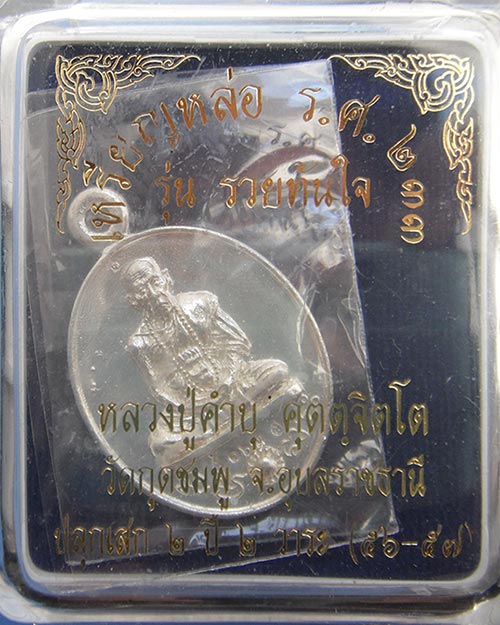 เหรียญหล่อ ร.ศ. ๒๓๓
รุ่น รวยทันใจ
หลวงปู่คำบุ คุตฺตจิตฺโต
วัดกุดชมพู จ.อุบลราชธานี
ปลุกเสก ๒ ปี ๒ วาระ (๕๖-๕๗)